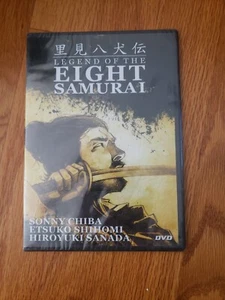 里見八犬伝
LEGEND OF THE
EIGHT
SAMURAI
SONNY CHIBA
ETSUKO SHIHOMI
HIROYUKI SANADA
DVD